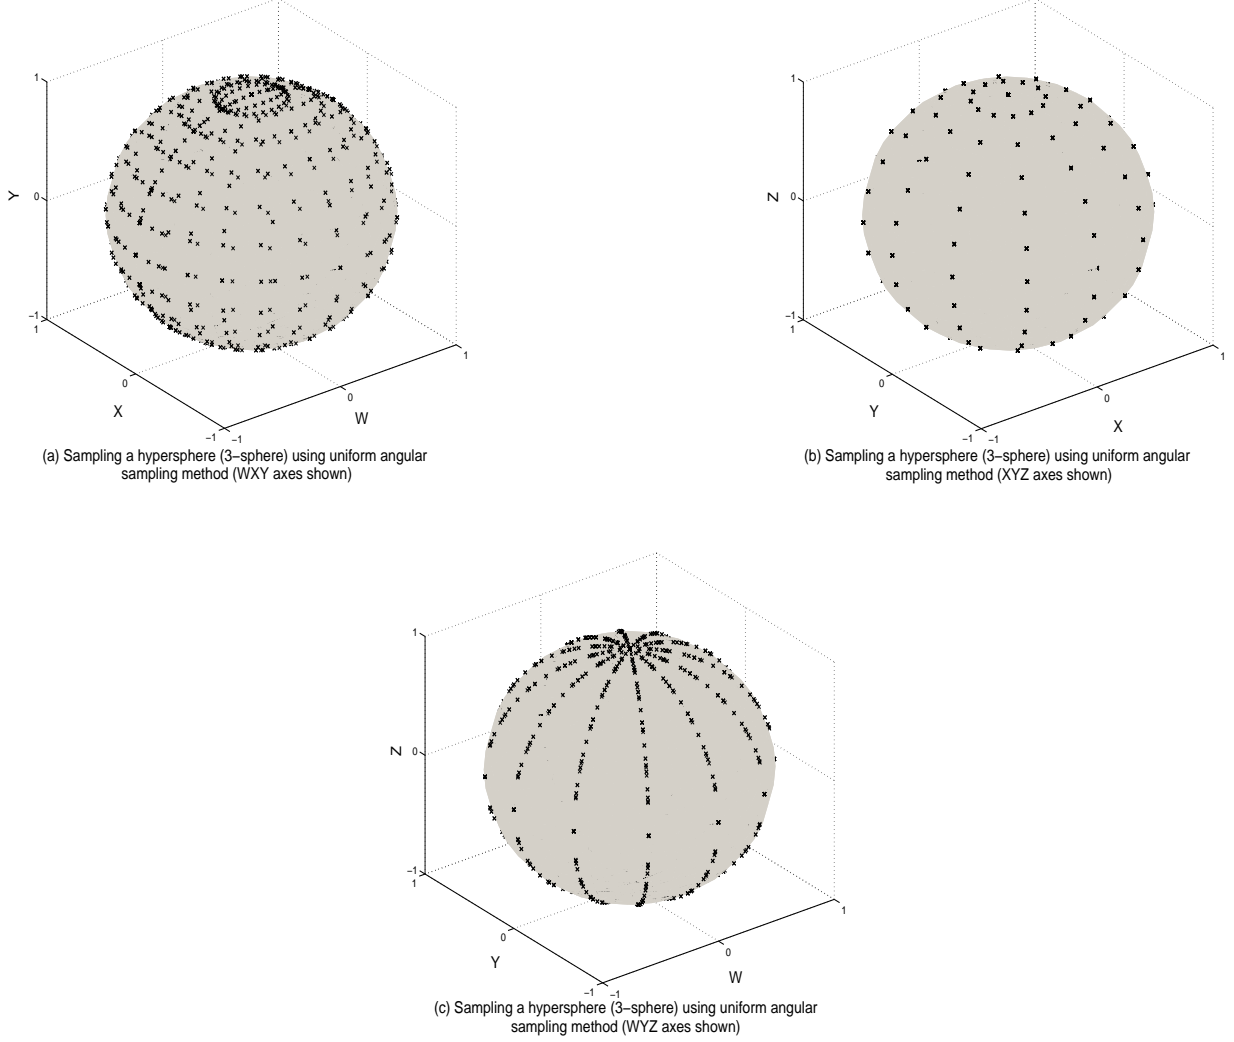 1
0
−1
Y
1
0
−1
X
−1
0
1
W
(a) Sampling a hypersphere (3−sphere) using uniform angular
sampling method (WXY axes shown)
1
0
−1
Z
1
0
−1
Y
−1
0
1
X
(b) Sampling a hypersphere (3−sphere) using uniform angular
sampling method (XYZ axes shown)
1
0
−1
Z
1
0
−1
Y
−1
0
1
W
(c) Sampling a hypersphere (3−sphere) using uniform angular
sampling method (WYZ axes shown)